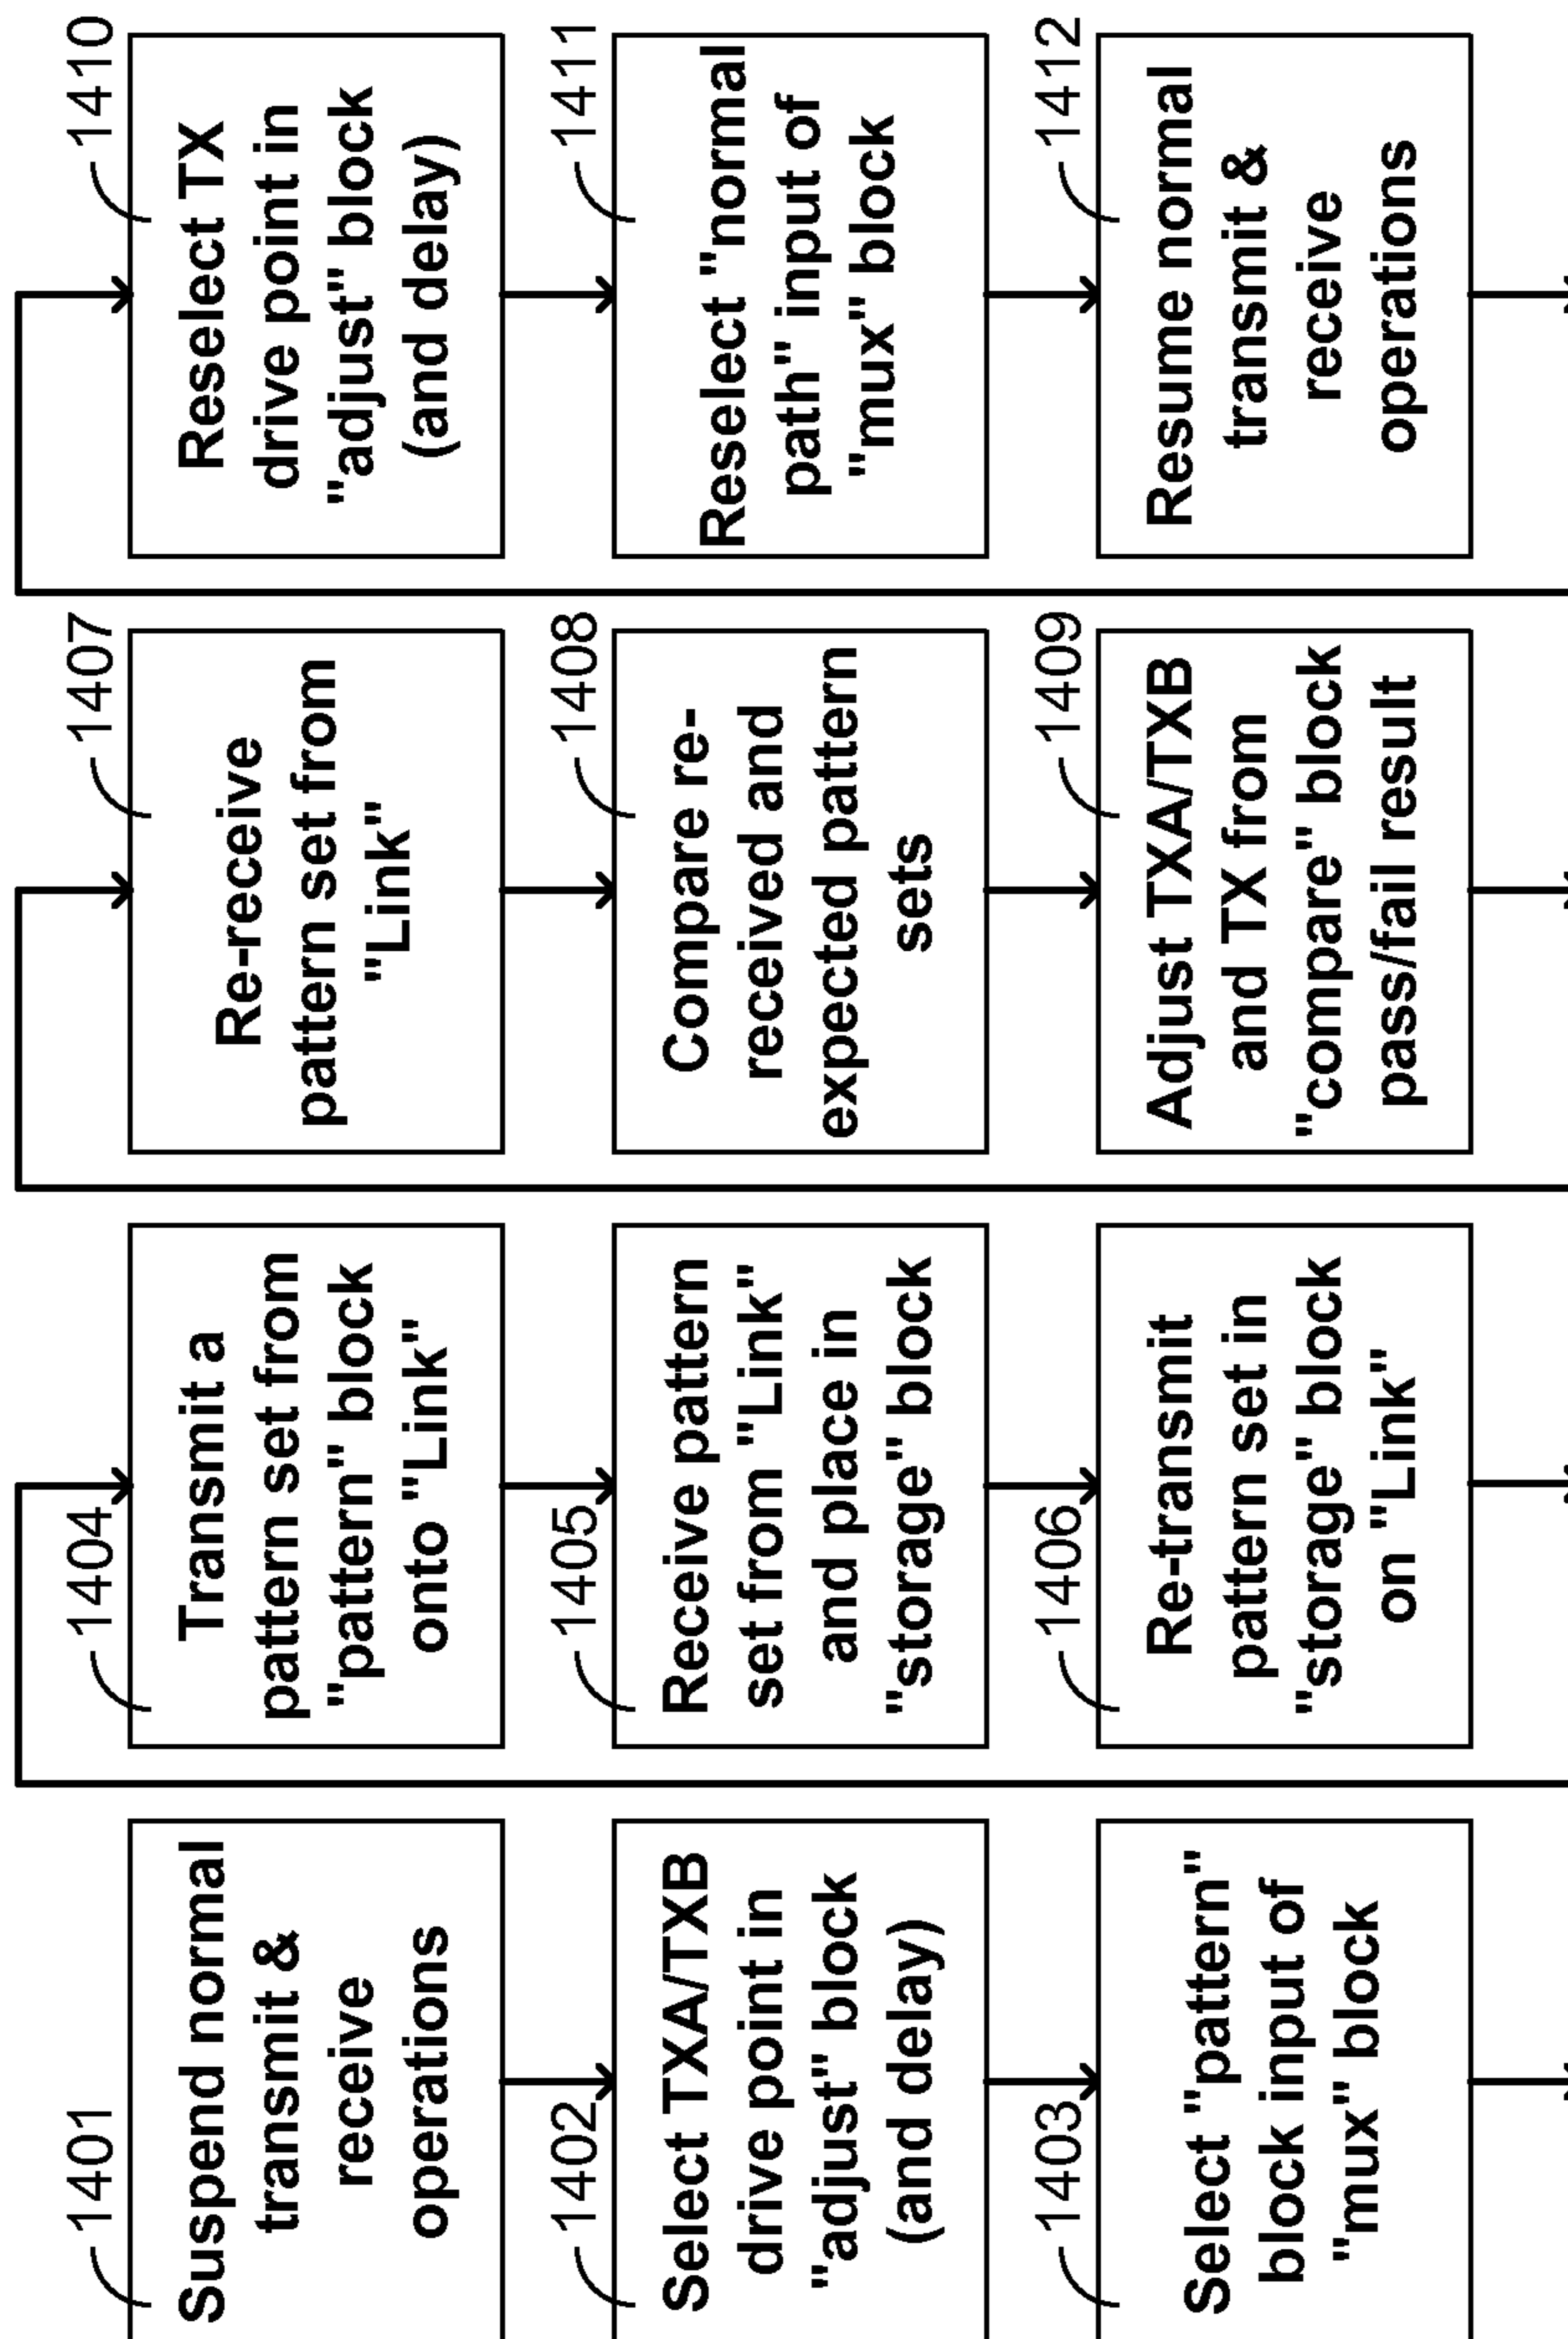 1401
Suspend normal
transmit &
receive
operations
1402
Select TXA/TXB
drive point in
"adjust" block
(and delay)
1403
Select "pattern"
block input of
"mux" block
1404
Transmit a
pattern set from
"pattern" block
onto "Link"
1405
Receive pattern
set from "Link"
and place in
"storage" block
1406
Re-transmit
pattern set in
"storage" block
on "Link"
1407
Re-receive
pattern set from
"Link"
1408
Compare re-
received and
expected pattern
sets
1409
Adjust TXA/TXB
and TX from
"compare" block
pass/fail result
1410
Reselect TX
drive point in
"adjust" block
(and delay)
1411
Reselect "normal
path" input of
"mux" block
1412
Resume normal
transmit &
receive
operations